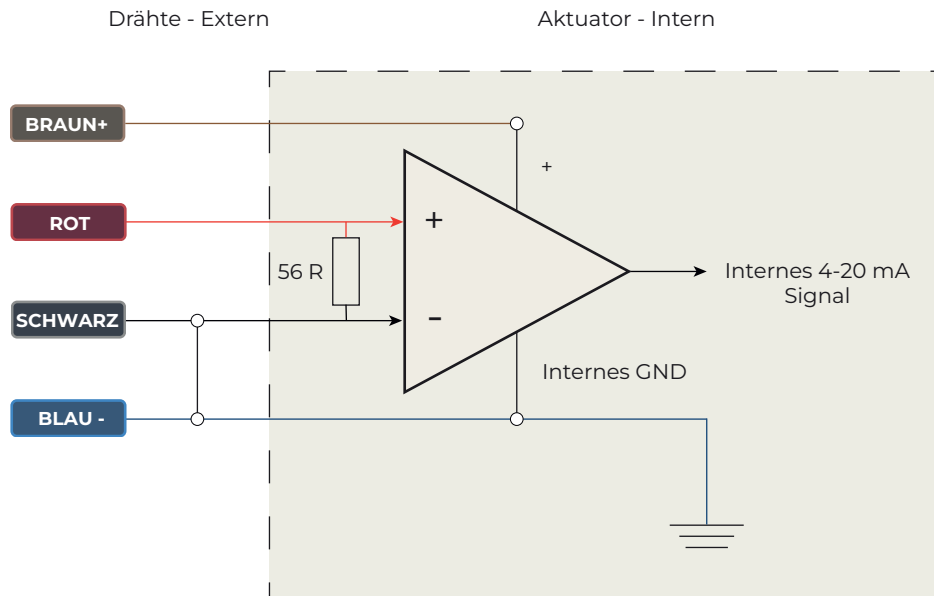 Drähte - Extern
Aktuator - Intern
BRAUN+
+
ROT
+
56 R
Internes 4-20 mA
Signal
SCHWARZ
-
Internes GND
BLAU -